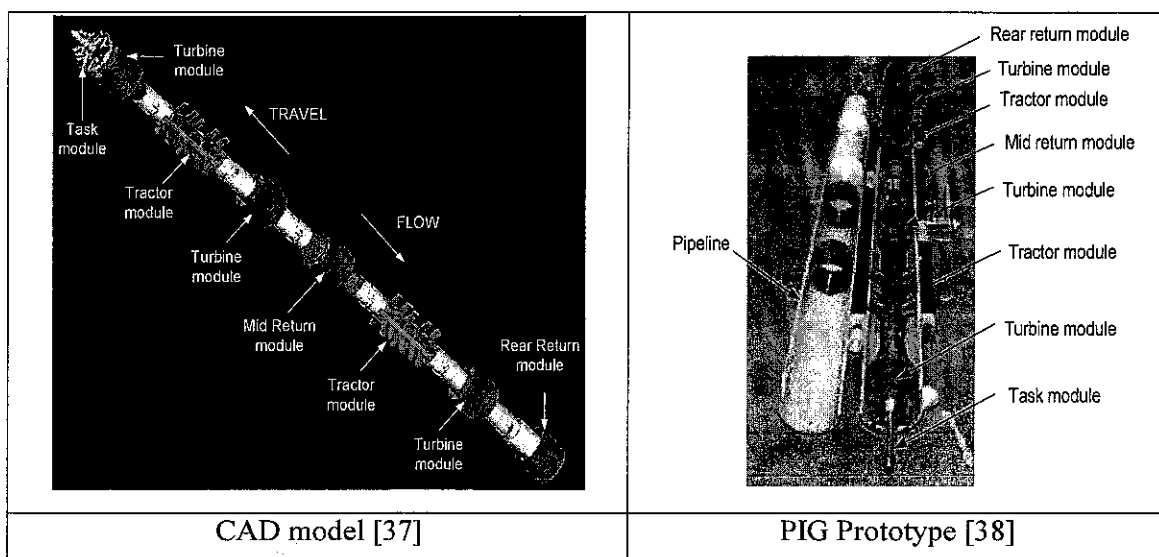 Turbine
module
Task
module
TRAVEL
Tractor
module
FLOW
Turbine
module
Mid Return
module
Tractor
module
Rear Return
module
Turbine
module
Rear return module
Turbine module
Tractor module
Mid return module
Turbine module
Pipeline
Tractor module
Turbine module
Task module
CAD model [37]
PIG Prototype [38]